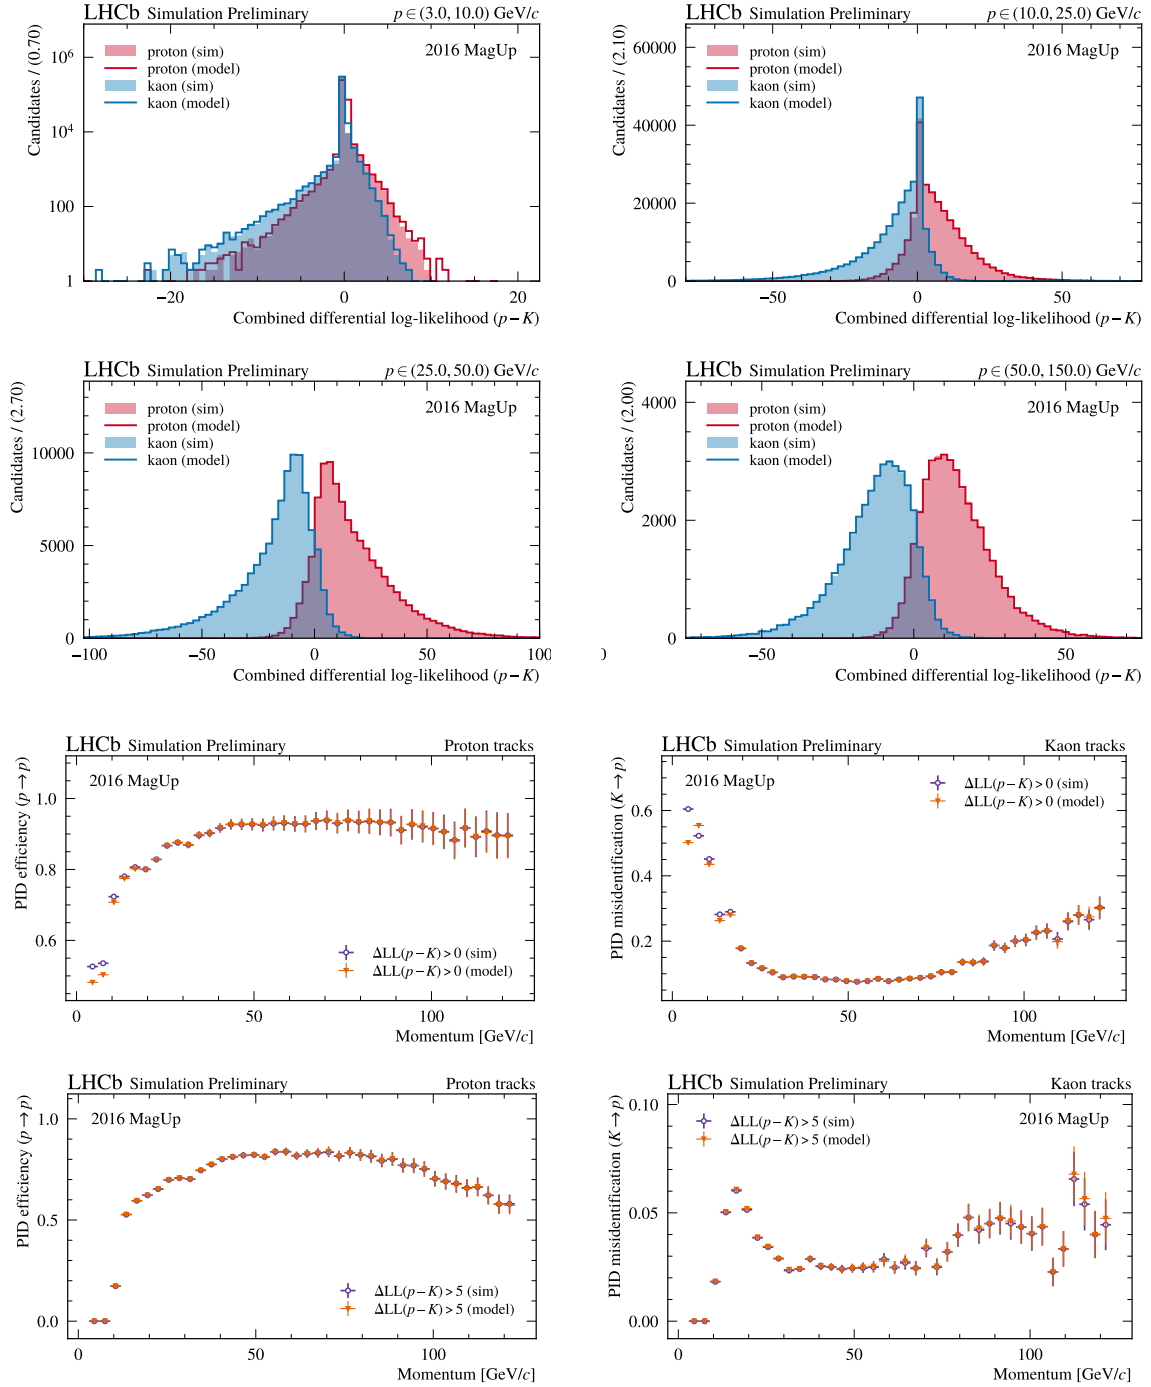 LHCb Simulation Preliminary p ∈ (3.0, 10.0) GeV/c
Candidates / (0.70)
10^6
10^4
100
1
proton (sim)
proton (model)
kaon (sim)
kaon (model)
2016 MagUp
−20 0 20
Combined differential log-likelihood (p − K)
LHCb Simulation Preliminary p ∈ (10.0, 25.0) GeV/c
Candidates / (2.10)
60000
40000
20000
0
proton (sim)
proton (model)
kaon (sim)
kaon (model)
2016 MagUp
−50 0 50
Combined differential log-likelihood (p − K)
LHCb Simulation Preliminary p ∈ (25.0, 50.0) GeV/c
Candidates / (2.70)
10000
5000
0
proton (sim)
proton (model)
kaon (sim)
kaon (model)
2016 MagUp
−100 −50 0 50 100
Combined differential log-likelihood (p − K)
LHCb Simulation Preliminary p ∈ (50.0, 150.0) GeV/c
Candidates / (2.00)
4000
2000
0
proton (sim)
proton (model)
kaon (sim)
kaon (model)
2016 MagUp
−50 0 50
Combined differential log-likelihood (p − K)
LHCb Simulation Preliminary Proton tracks
PID efficiency (p → p)
1.0
0.8
0.6
2016 MagUp
ΔLL(p − K) > 0 (sim)
ΔLL(p − K) > 0 (model)
0 50 100
Momentum [GeV/c]
LHCb Simulation Preliminary Kaon tracks
PID misidentification (K → p)
0.6
0.4
0.2
2016 MagUp
ΔLL(p − K) > 0 (sim)
ΔLL(p − K) > 0 (model)
0 50 100
Momentum [GeV/c]
LHCb Simulation Preliminary Proton tracks
PID efficiency (p → p)
1.0
0.5
0.0
2016 MagUp
ΔLL(p − K) > 5 (sim)
ΔLL(p − K) > 5 (model)
0 50 100
Momentum [GeV/c]
LHCb Simulation Preliminary Kaon tracks
PID misidentification (K → p)
0.10
0.05
0.00
ΔLL(p − K) > 5 (sim)
ΔLL(p − K) > 5 (model)
2016 MagUp
0 50 100
Momentum [GeV/c]